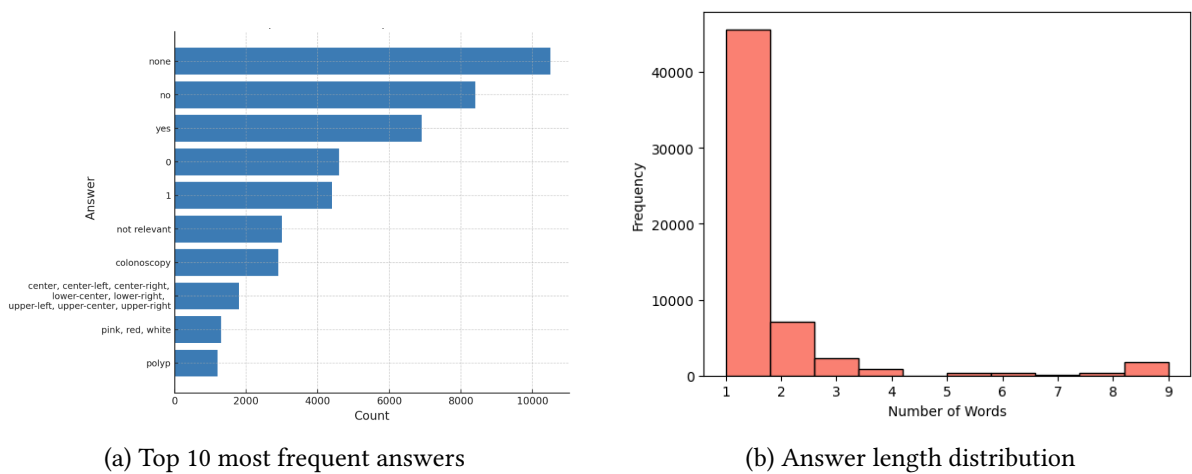 none
no
yes
0
1
not relevant
colonoscopy
center, center-left, center-right,
lower-center, lower-right,
upper-left, upper-center, upper-right
pink, red, white
polyp
Answer
0 2000 4000 6000 8000 10000
Count
(a) Top 10 most frequent answers
40000
30000
20000
10000
0
Frequency
1 2 3 4 5 6 7 8 9
Number of Words
(b) Answer length distribution